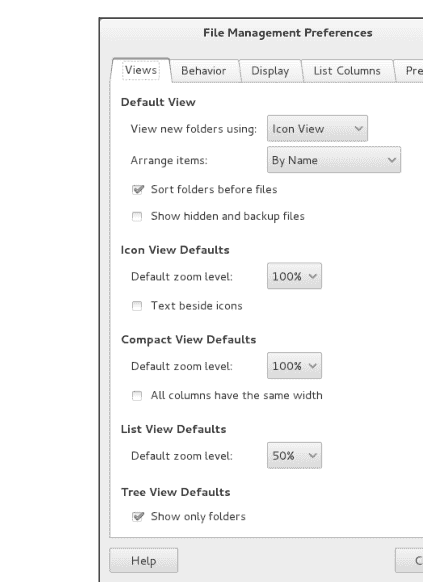 File Management Preferences
Views Behavior Display List Columns
Default View
View new folders using: Icon View
Arrange items: By Name
Sort folders before files
Show hidden and backup files
Icon View Defaults
Default zoom level: 100%
Text beside icons
Compact View Defaults
Default zoom level: 100%
All columns have the same width
List View Defaults
Default zoom level: 50%
Tree View Defaults
Show only folders
Help